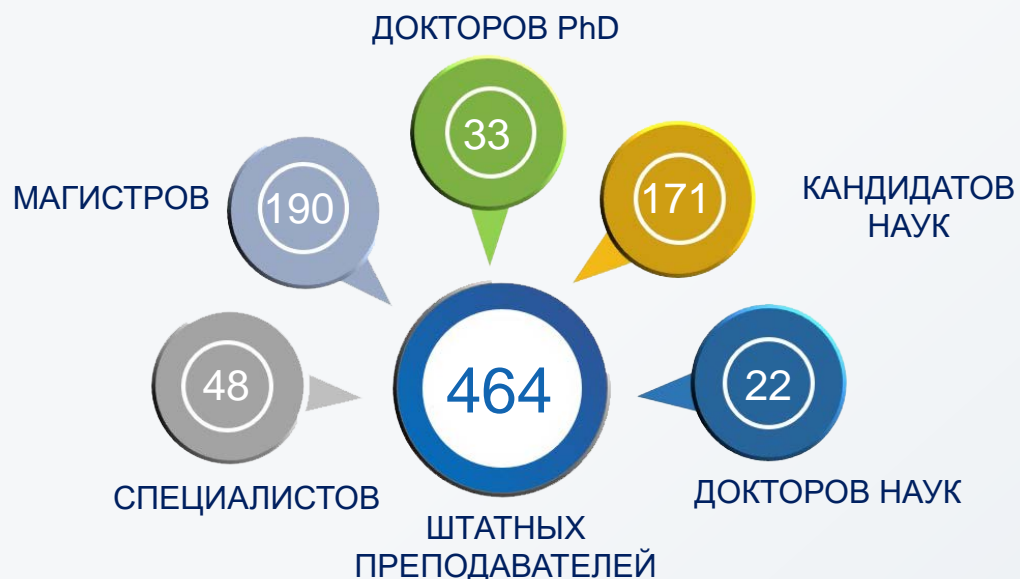 ДОКТОРОВ PhD
33
МАГИСТРОВ
190
171
КАНДИДАТОВ
НАУК
48
СПЕЦИАЛИСТОВ
464
ШТАТНЫХ
ПРЕПОДАВАТЕЛЕЙ
22
ДОКТОРОВ НАУК